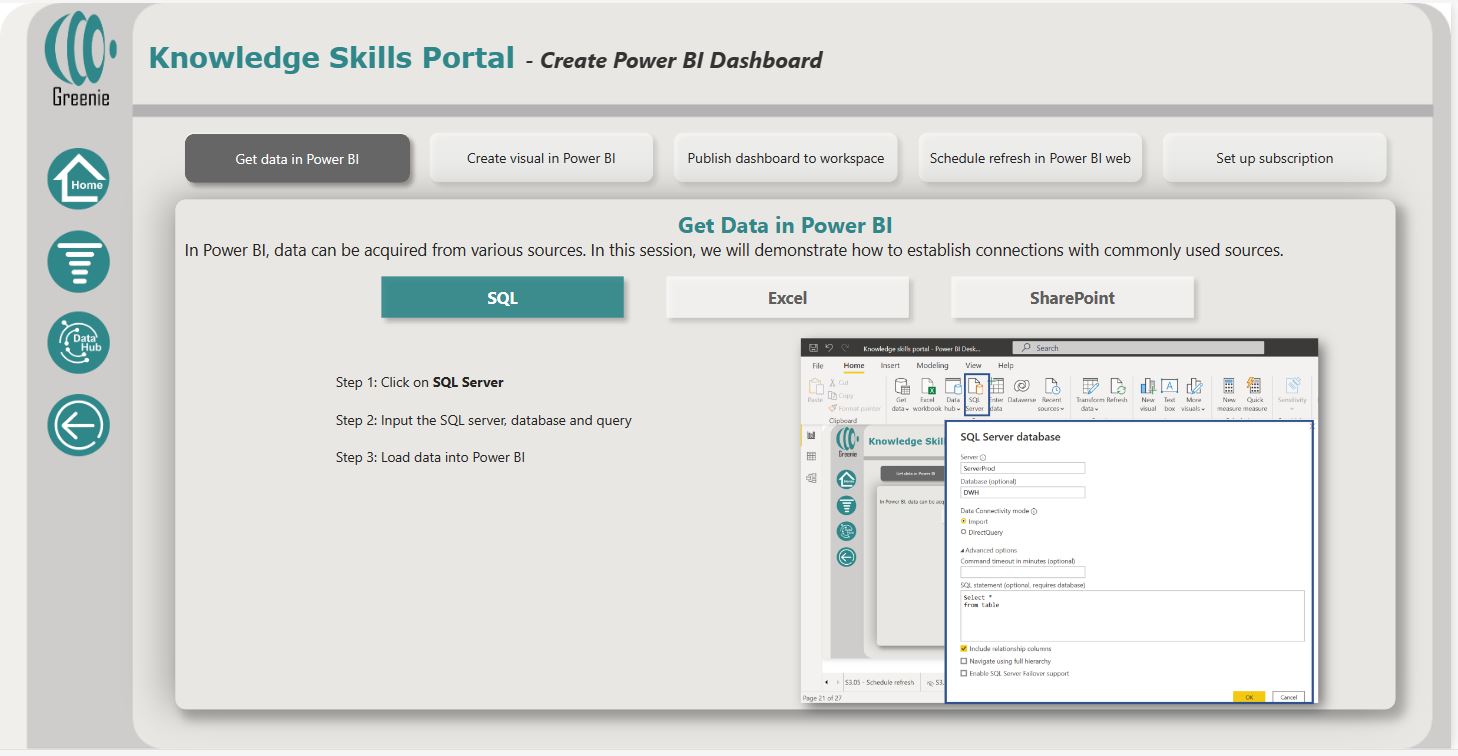 Greenie
Knowledge Skills Portal - Create Power BI Dashboard
Home
Data
Hub
Get data in Power BI
Create visual in Power BI
Publish dashboard to workspace
Schedule refresh in Power BI web
Set up subscription
Get Data in Power BI
In Power BI, data can be acquired from various sources. In this session, we will demonstrate how to establish connections with commonly used sources.
SQL
Excel
SharePoint
Step 1: Click on SQL Server
Step 2: Input the SQL server, database and query
Step 3: Load data into Power BI
Knowledge skills portal - Power BI Desk...
Search
File Home Insert Modeling View Help
Paste
Cut
Copy
Format painter
Clipboard
Get data
Excel workbook
Data hub
SQL Server
Enter data
Dataverse
Recent sources
Transform data
Refresh
New visual
Text box
More visuals
New measure
Quick measure
Sensitivity
Greenie
Knowledge Skil
Get data in Power BI
In Power BI, data can be acq
SQL Server database
Server
ServerProd
Database (optional)
DWH
Data Connectivity mode
Import
DirectQuery
Advanced options
Command timeout in minutes (optional)
SQL statement (optional, requires database)
Select *
from table
Include relationship columns
Navigate using full hierarchy
Enable SQL Server Failover support
OK
Cancel
S3.05 - Schedule refresh
S3.
Page 21 of 27